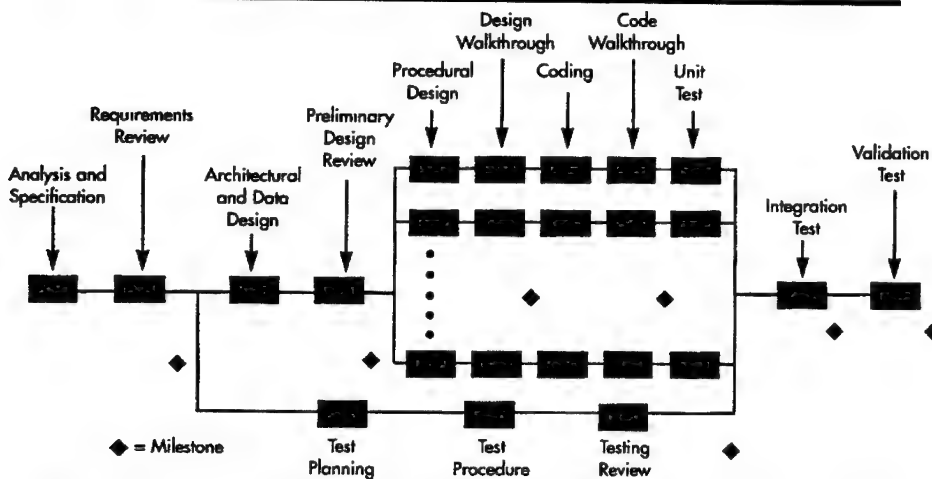 Design
Walkthrough
Code
Walkthrough
Procedural
Design
Coding
Unit
Test
Requirements
Review
Preliminary
Design
Review
Analysis and
Specification
Architectural
and Data
Design
Validation
Test
Integration
Test
= Milestone
Test
Planning
Test
Procedure
Testing
Review